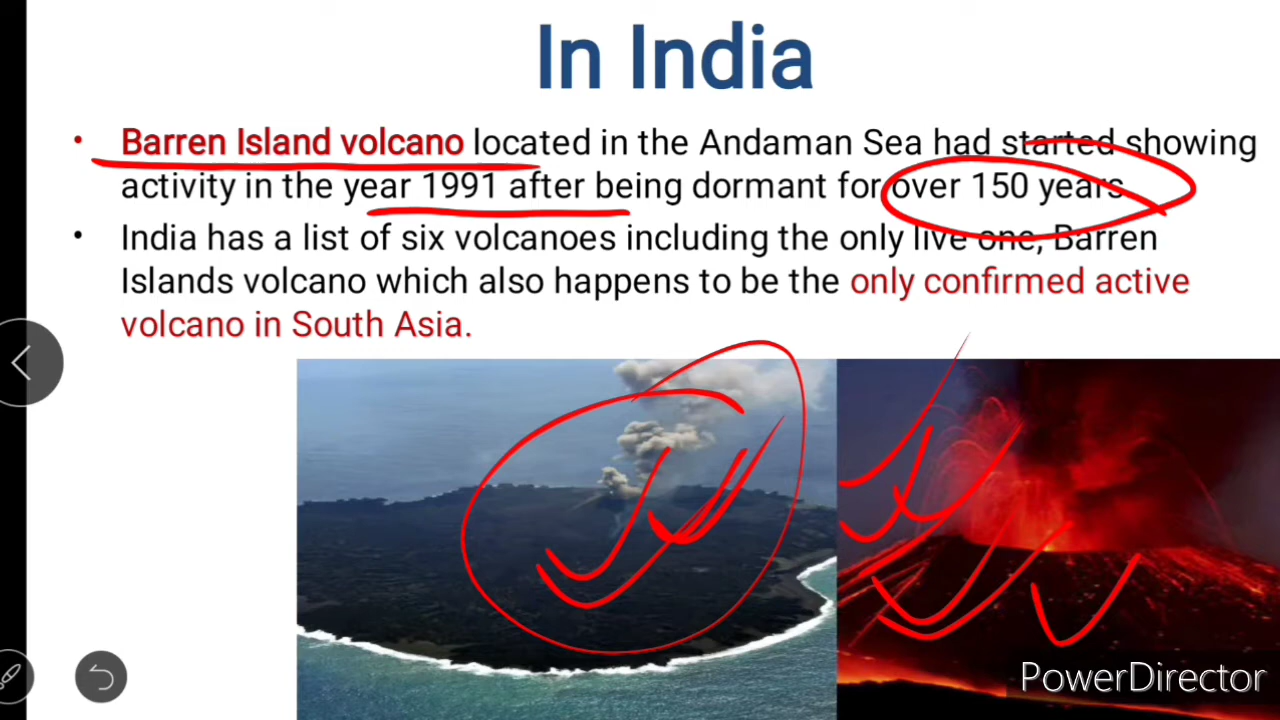 In India
• Barren Island volcano located in the Andaman Sea had started showing
activity in the year 1991 after being dormant for over 150 years.
• India has a list of six volcanoes including the only live one, Barren
Islands volcano which also happens to be the only confirmed active
volcano in South Asia.
PowerDirector